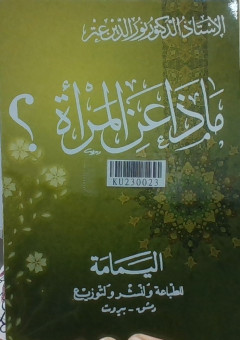 الأستاذ الدكتور نور الدين عتر
ماذا عن المرأة ؟
KU230023
اليمامة
للطباعة والنشر والتوزيع
دمشق - بيروت